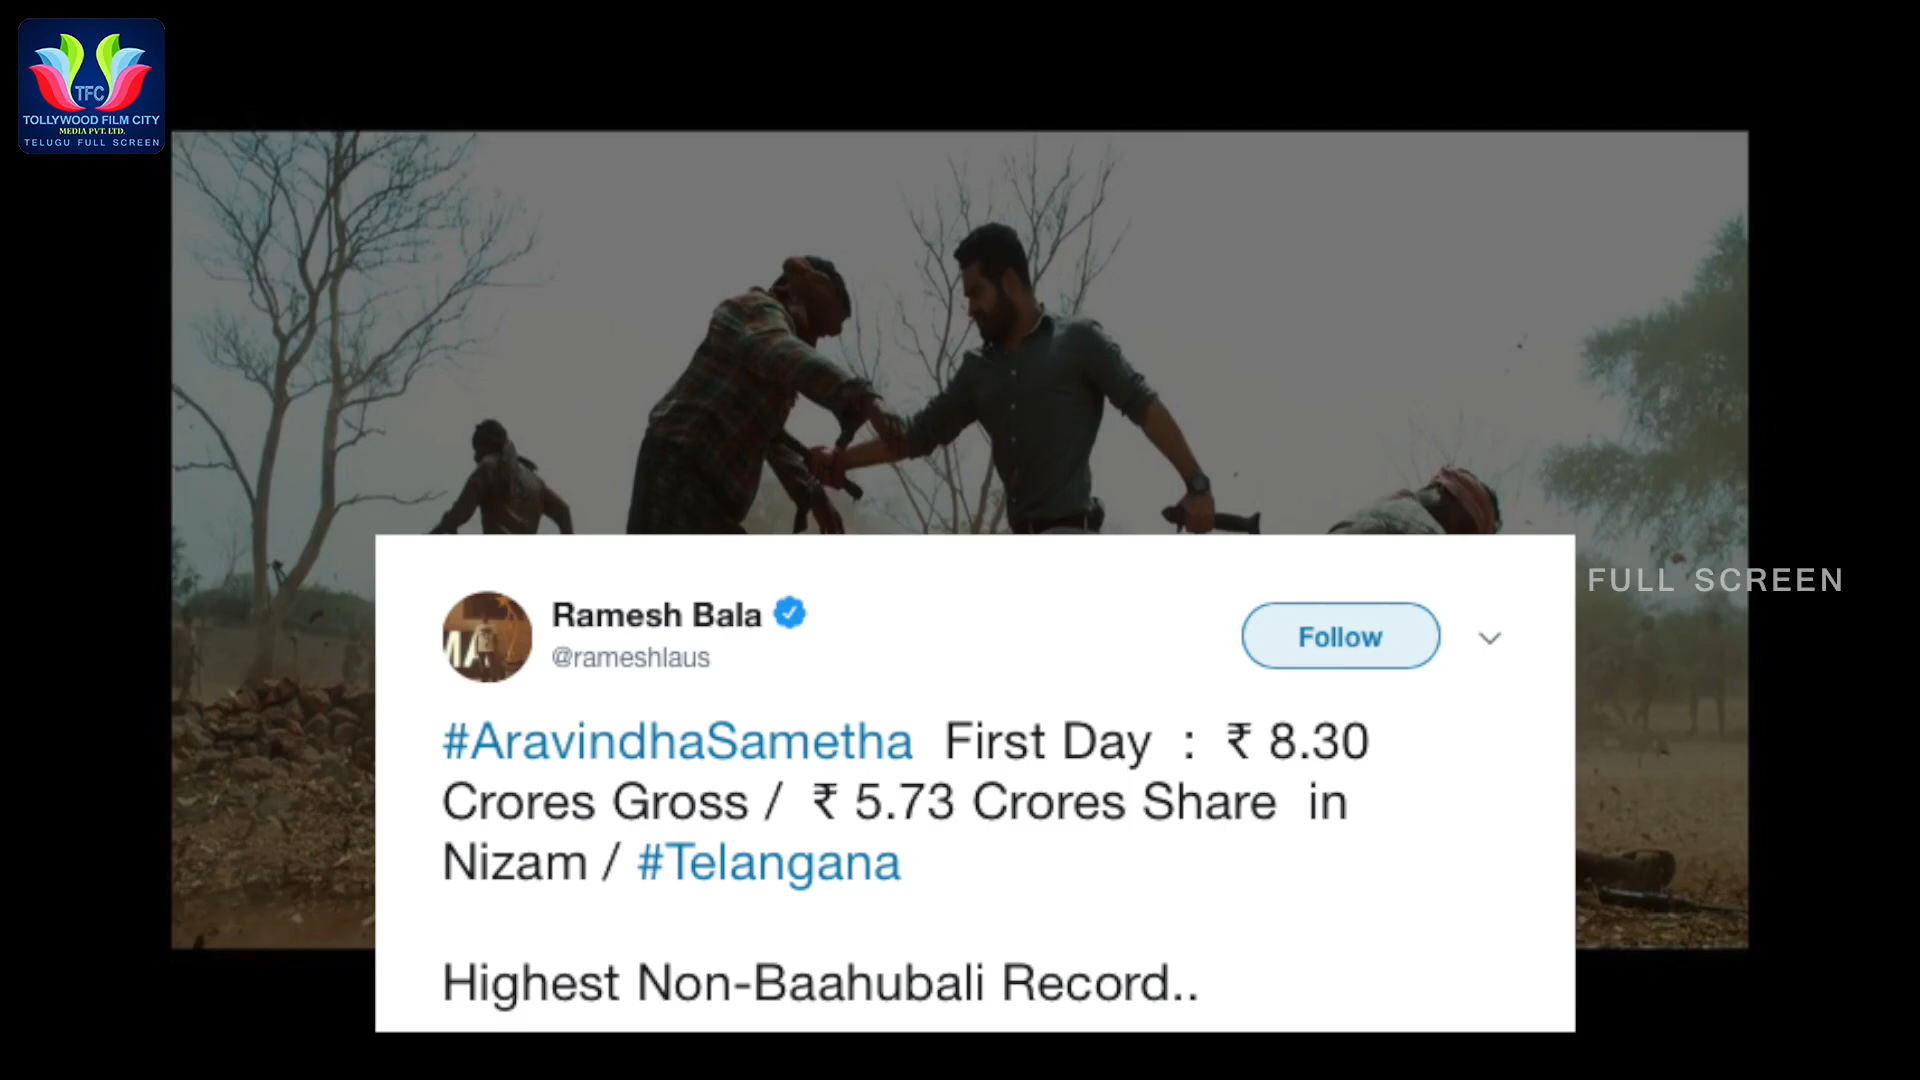 TFC
TOLLYWOOD FILM CITY
MEDIA PVT. LTD.
TELUGU FULL SCREEN
FULL SCREEN
Ramesh Bala
@rameshlaus
Follow
#AravindhaSametha First Day : ₹ 8.30
Crores Gross / ₹ 5.73 Crores Share in
Nizam / #Telangana
Highest Non-Baahubali Record..